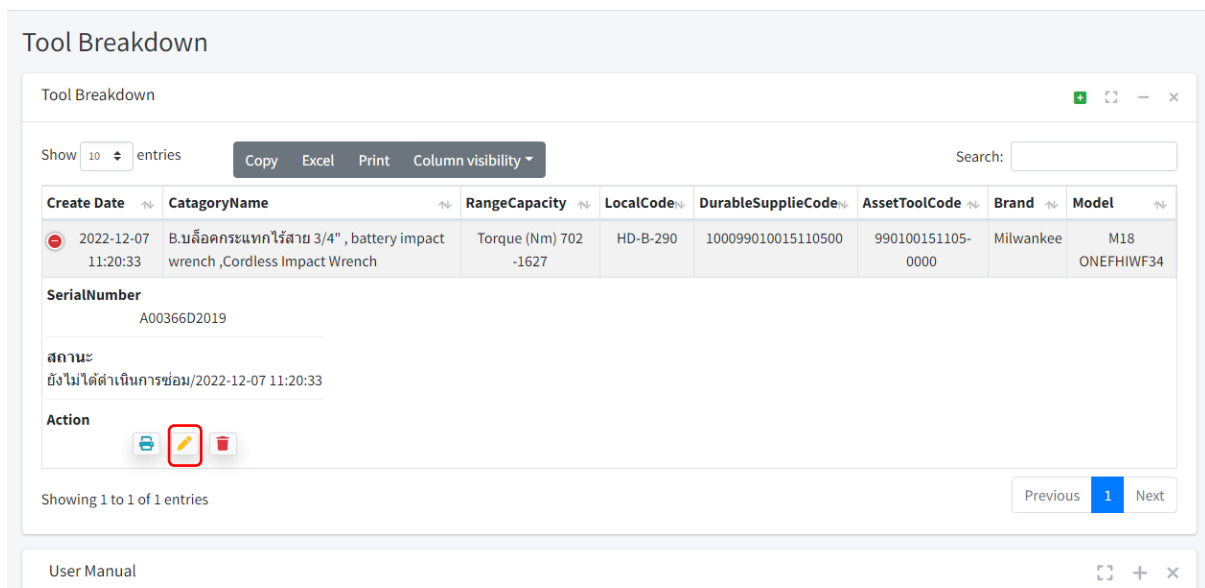 Tool Breakdown
Tool Breakdown
Show 10 entries
Copy Excel Print Column visibility
Search:
Create Date CatagoryName RangeCapacity LocalCode DurableSupplieCode AssetToolCode Brand Model
2022-12-07 B.บล็อคกระแทกไร้สาย 3/4" , battery impact Torque (Nm) 702 HD-B-290 100099010015110500 990100151105- Milwankee M18
11:20:33 wrench ,Cordless Impact Wrench -1627 0000 ONEFHIWF34
SerialNumber
A00366D2019
สถานะ
ยังไม่ได้ดำเนินการซ่อม/2022-12-07 11:20:33
Action
Showing 1 to 1 of 1 entries
Previous 1 Next
User Manual